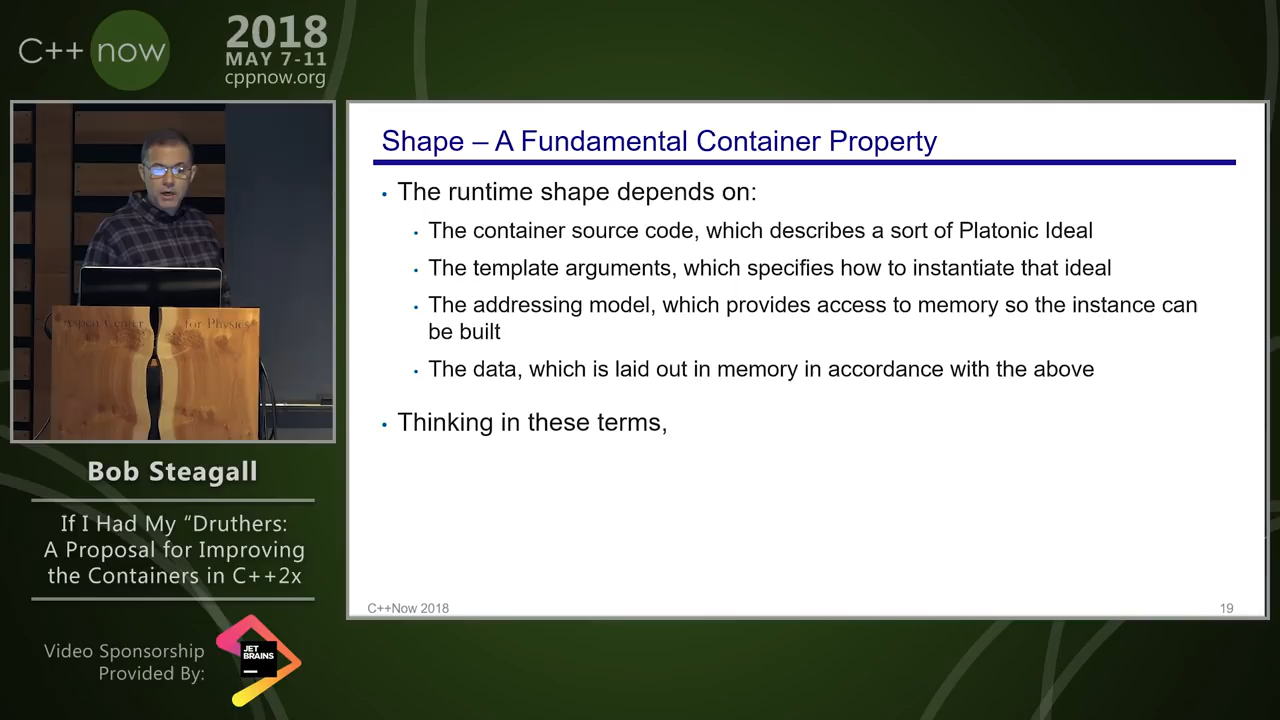 C++ now
2018
MAY 7-11
cppnow.org
Aspen Center for Physics
Bob Steagall
If I Had My “Druthers:
A Proposal for Improving
the Containers in C++2x
Video Sponsorship
Provided By:
JET
BRAINS
Shape – A Fundamental Container Property
• The runtime shape depends on:
• The container source code, which describes a sort of Platonic Ideal
• The template arguments, which specifies how to instantiate that ideal
• The addressing model, which provides access to memory so the instance can
be built
• The data, which is laid out in memory in accordance with the above
• Thinking in these terms,
C++Now 2018
19